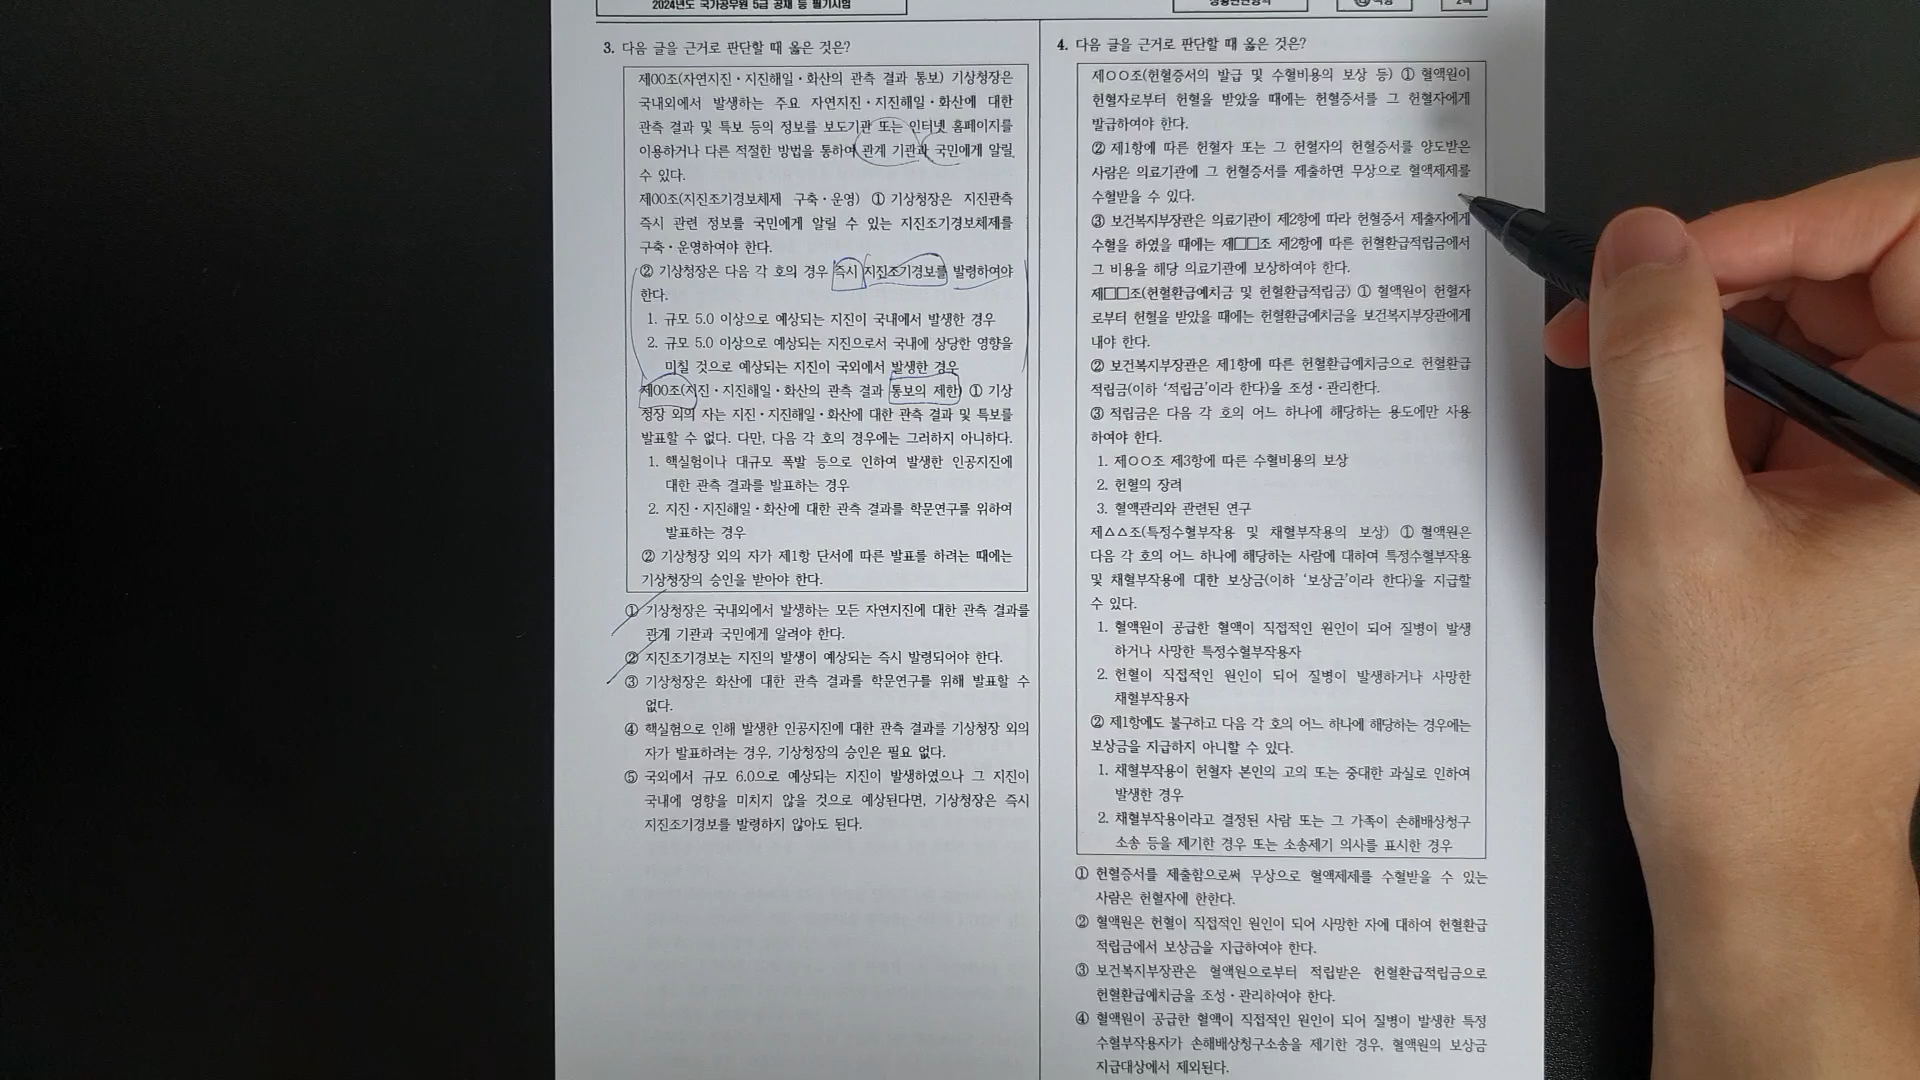 2024년도 국가공무원 5급 공채 등 필기시험
3. 다음 글을 근거로 판단할 때 옳은 것은?
제00조(자연지진・지진해일・화산의 관측 결과 통보) 기상청장은
국내외에서 발생하는 주요 자연지진・지진해일・화산에 대한
관측 결과 및 특보 등의 정보를 보도기관 또는 인터넷 홈페이지를
이용하거나 다른 적절한 방법을 통하여 관계 기관과 국민에게 알릴
수 있다.
제00조(지진조기경보체제 구축・운영) ① 기상청장은 지진관측
즉시 관련 정보를 국민에게 알릴 수 있는 지진조기경보체제를
구축・운영하여야 한다.
② 기상청장은 다음 각 호의 경우 즉시 지진조기경보를 발령하여야
한다.
1. 규모 5.0 이상으로 예상되는 지진이 국내에서 발생한 경우
2. 규모 5.0 이상으로 예상되는 지진으로서 국내에 상당한 영향을
미칠 것으로 예상되는 지진이 국외에서 발생한 경우
제00조(지진・지진해일・화산의 관측 결과 통보의 제한) ① 기상
청장 외의 자는 지진・지진해일・화산에 대한 관측 결과 및 특보를
발표할 수 없다. 다만, 다음 각 호의 경우에는 그러하지 아니하다.
1. 핵실험이나 대규모 폭발 등으로 인하여 발생한 인공지진에
대한 관측 결과를 발표하는 경우
2. 지진・지진해일・화산에 대한 관측 결과를 학문연구를 위하여
발표하는 경우
② 기상청장 외의 자가 제1항 단서에 따른 발표를 하려는 때에는
기상청장의 승인을 받아야 한다.
① 기상청장은 국내외에서 발생하는 모든 자연지진에 대한 관측 결과를
관계 기관과 국민에게 알려야 한다.
② 지진조기경보는 지진의 발생이 예상되는 즉시 발령되어야 한다.
③ 기상청장은 화산에 대한 관측 결과를 학문연구를 위해 발표할 수
없다.
④ 핵실험으로 인해 발생한 인공지진에 대한 관측 결과를 기상청장 외의
자가 발표하려는 경우, 기상청장의 승인은 필요 없다.
⑤ 국외에서 규모 6.0으로 예상되는 지진이 발생하였으나 그 지진이
국내에 영향을 미치지 않을 것으로 예상된다면, 기상청장은 즉시
지진조기경보를 발령하지 않아도 된다.
4. 다음 글을 근거로 판단할 때 옳은 것은?
제○○조(헌혈증서의 발급 및 수혈비용의 보상 등) ① 혈액원이
헌혈자로부터 헌혈을 받았을 때에는 헌혈증서를 그 헌혈자에게
발급하여야 한다.
② 제1항에 따른 헌혈자 또는 그 헌혈자의 헌혈증서를 양도받은
사람은 의료기관에 그 헌혈증서를 제출하면 무상으로 혈액제제를
수혈받을 수 있다.
③ 보건복지부장관은 의료기관이 제2항에 따라 헌혈증서 제출자에게
수혈을 하였을 때에는 제□□조 제2항에 따른 헌혈환급적립금에서
그 비용을 해당 의료기관에 보상하여야 한다.
제□□조(헌혈환급예치금 및 헌혈환급적립금) ① 혈액원이 헌혈자
로부터 헌혈을 받았을 때에는 헌혈환급예치금을 보건복지부장관에게
내야 한다.
② 보건복지부장관은 제1항에 따른 헌혈환급예치금으로 헌혈환급
적립금(이하 ‘적립금’이라 한다)을 조성・관리한다.
③ 적립금은 다음 각 호의 어느 하나에 해당하는 용도에만 사용
하여야 한다.
1. 제○○조 제3항에 따른 수혈비용의 보상
2. 헌혈의 장려
3. 혈액관리와 관련된 연구
제△△조(특정수혈부작용 및 채혈부작용의 보상) ① 혈액원은
다음 각 호의 어느 하나에 해당하는 사람에 대하여 특정수혈부작용
및 채혈부작용에 대한 보상금(이하 ‘보상금’이라 한다)을 지급할
수 있다.
1. 혈액원이 공급한 혈액이 직접적인 원인이 되어 질병이 발생
하거나 사망한 특정수혈부작용자
2. 헌혈이 직접적인 원인이 되어 질병이 발생하거나 사망한
채혈부작용자
② 제1항에도 불구하고 다음 각 호의 어느 하나에 해당하는 경우에는
보상금을 지급하지 아니할 수 있다.
1. 채혈부작용이 헌혈자 본인의 고의 또는 중대한 과실로 인하여
발생한 경우
2. 채혈부작용이라고 결정된 사람 또는 그 가족이 손해배상청구
소송 등을 제기한 경우 또는 소송제기 의사를 표시한 경우
① 헌혈증서를 제출함으로써 무상으로 혈액제제를 수혈받을 수 있는
사람은 헌혈자에 한한다.
② 혈액원은 헌혈이 직접적인 원인이 되어 사망한 자에 대하여 헌혈환급
적립금에서 보상금을 지급하여야 한다.
③ 보건복지부장관은 혈액원으로부터 적립받은 헌혈환급적립금으로
헌혈환급예치금을 조성・관리하여야 한다.
④ 혈액원이 공급한 혈액이 직접적인 원인이 되어 질병이 발생한 특정
수혈부작용자가 손해배상청구소송을 제기한 경우, 혈액원의 보상금
지급대상에서 제외된다.